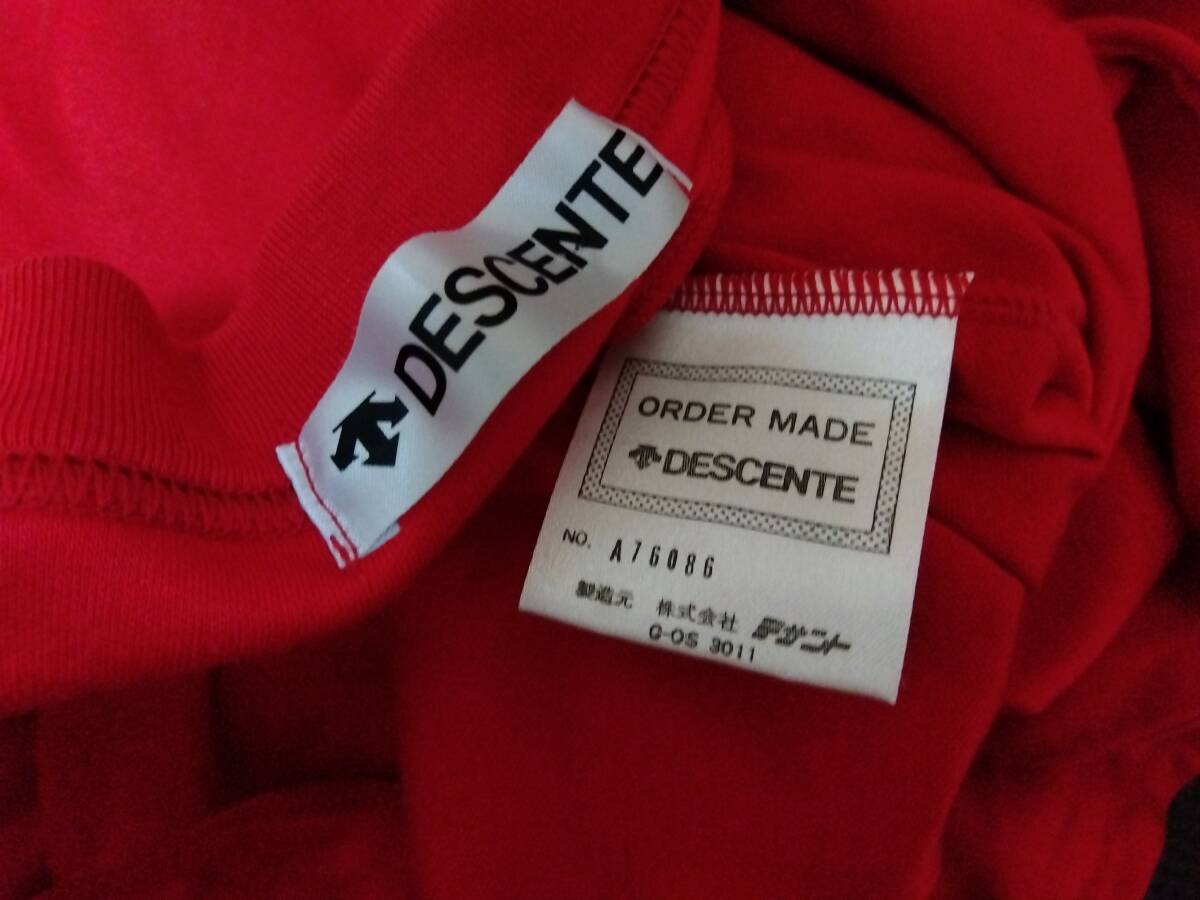 DESCENTE
ORDER MADE
DESCENTE
NO. A76086
製造元 株式会社 デサント
C-OS 3011